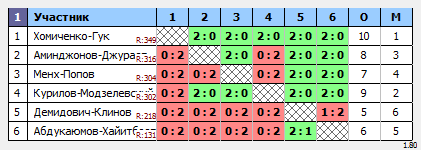 1 Участник 1 2 3 4 5 6 О М
1 Хомиченко-Гук R:349 2:0 2:0 2:0 2:0 2:0 10 1
2 Аминджонов-Джура R:316 0:2 2:0 0:2 2:0 2:0 8 3
3 Менх-Попов R:304 0:2 0:2 2:0 2:0 2:0 7 4
4 Курилов-Модзелевс R:302 0:2 2:0 2:0 2:0 2:0 9 2
5 Демидович-Клинов R:218 0:2 0:2 0:2 0:2 1:2 5 6
6 Абдукаюмов-Хайитб R:131 0:2 0:2 0:2 0:2 2:1 6 5
1.80